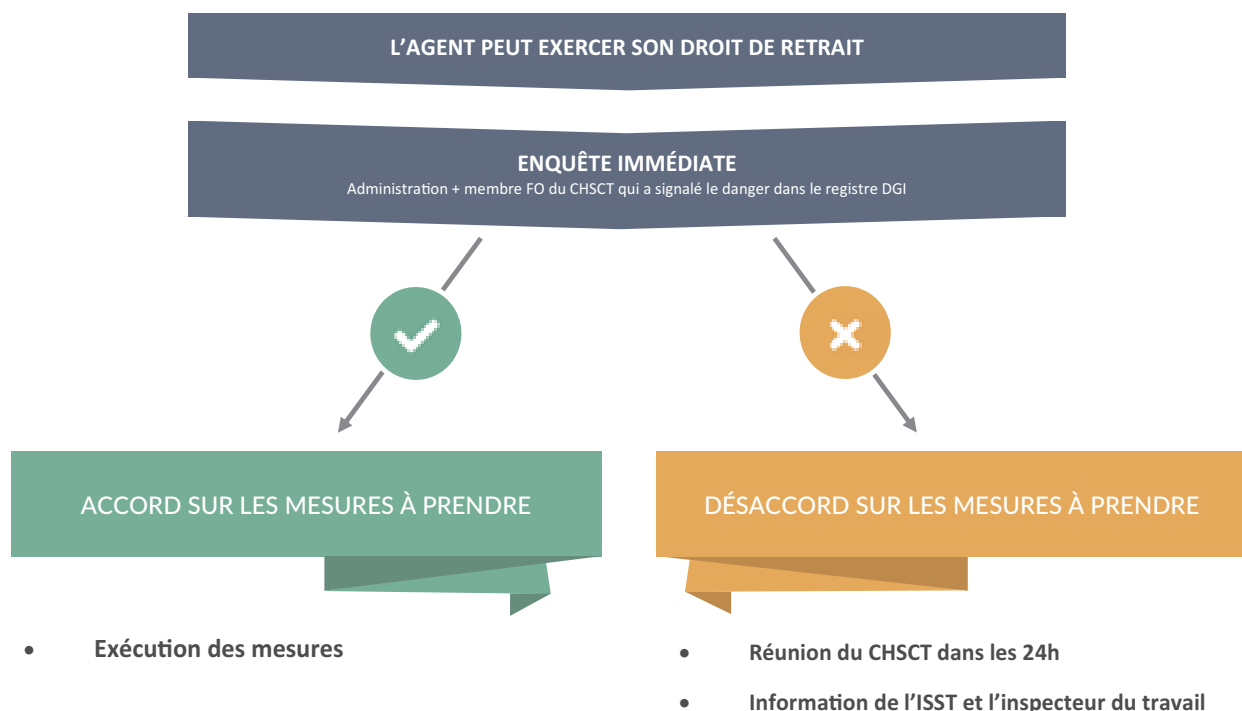 L’AGENT PEUT EXERCER SON DROIT DE RETRAIT
ENQUÊTE IMMÉDIATE
Administration + membre FO du CHSCT qui a signalé le danger dans le registre DGI
ACCORD SUR LES MESURES À PRENDRE
DÉSACCORD SUR LES MESURES À PRENDRE
• Exécution des mesures
• Réunion du CHSCT dans les 24h
• Information de l’ISST et l’inspecteur du travail